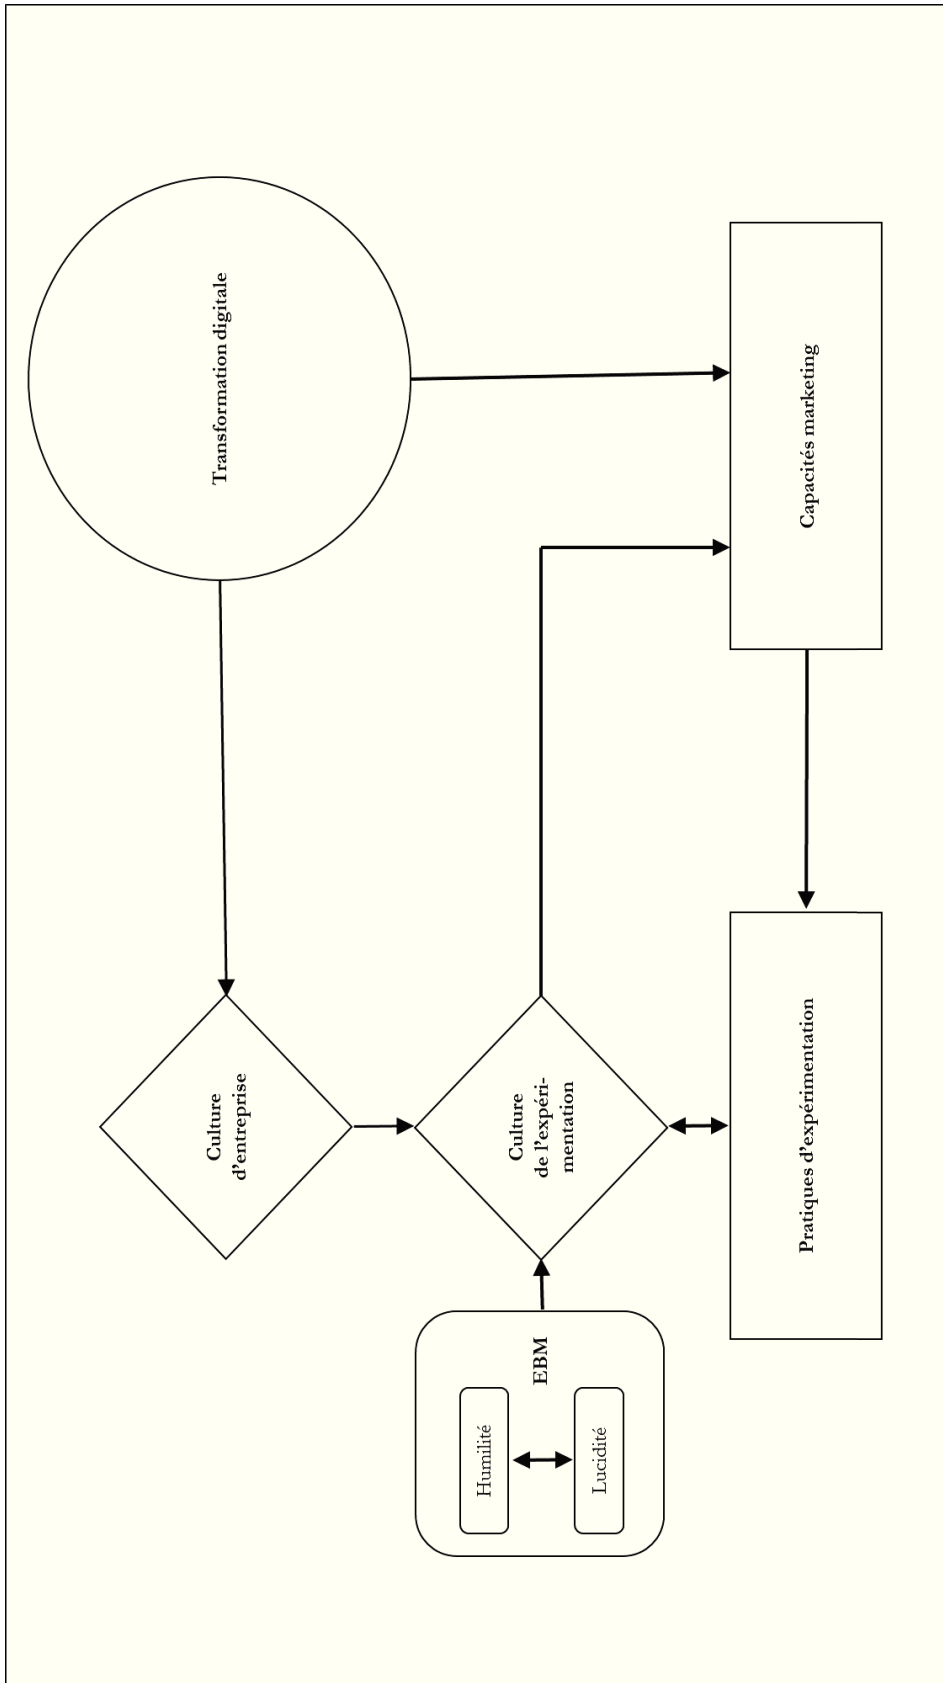 Culture
d'entreprise
Transformation digitale
Humilité
Lucidité
EBM
Culture
de l'expéri-
mentation
Pratiques d'expérimentation
Capacités marketing